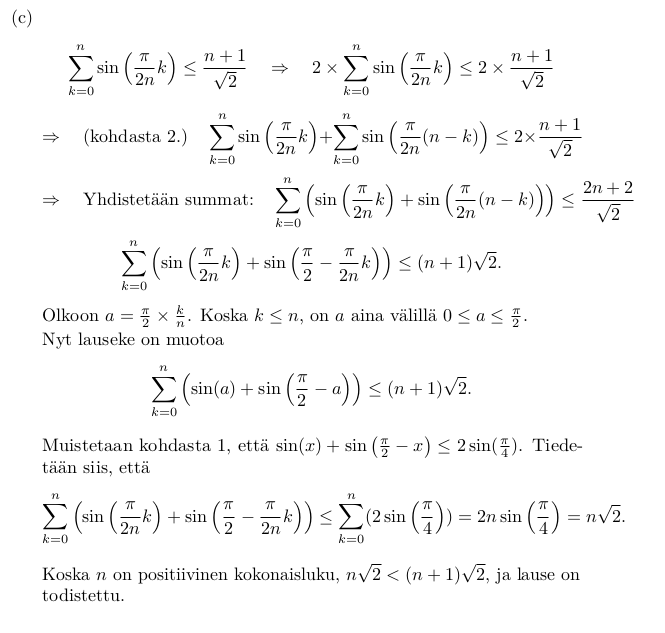 (c)
$$\sum_{k=0}^{n} \sin\left(\frac{\pi}{2n}k\right) \leq \frac{n+1}{\sqrt{2}} \quad \Rightarrow \quad 2 \times \sum_{k=0}^{n} \sin\left(\frac{\pi}{2n}k\right) \leq 2 \times \frac{n+1}{\sqrt{2}}$$
$$\Rightarrow \quad \text{(kohdasta 2.)} \quad \sum_{k=0}^{n} \sin\left(\frac{\pi}{2n}k\right) + \sum_{k=0}^{n} \sin\left(\frac{\pi}{2n}(n-k)\right) \leq 2 \times \frac{n+1}{\sqrt{2}}$$
$$\Rightarrow \quad \text{Yhdistetään summat:} \quad \sum_{k=0}^{n} \left(\sin\left(\frac{\pi}{2n}k\right) + \sin\left(\frac{\pi}{2n}(n-k)\right)\right) \leq \frac{2n+2}{\sqrt{2}}$$
$$\sum_{k=0}^{n} \left(\sin\left(\frac{\pi}{2n}k\right) + \sin\left(\frac{\pi}{2} - \frac{\pi}{2n}k\right)\right) \leq (n+1)\sqrt{2}.$$
Olkoon $a = \frac{\pi}{2} \times \frac{k}{n}$. Koska $k \leq n$, on $a$ aina välillä $0 \leq a \leq \frac{\pi}{2}$.
Nyt lauseke on muotoa
$$\sum_{k=0}^{n} \left(\sin(a) + \sin\left(\frac{\pi}{2} - a\right)\right) \leq (n+1)\sqrt{2}.$$
Muistetaan kohdasta 1, että $\sin(x) + \sin\left(\frac{\pi}{2} - x\right) \leq 2\sin(\frac{\pi}{4})$. Tiede-
tään siis, että
$$\sum_{k=0}^{n} \left(\sin\left(\frac{\pi}{2n}k\right) + \sin\left(\frac{\pi}{2} - \frac{\pi}{2n}k\right)\right) \leq \sum_{k=0}^{n} (2\sin\left(\frac{\pi}{4}\right)) = 2n\sin\left(\frac{\pi}{4}\right) = n\sqrt{2}.$$
Koska $n$ on positiivinen kokonaisluku, $n\sqrt{2} < (n+1)\sqrt{2}$, ja lause on
todistettu.